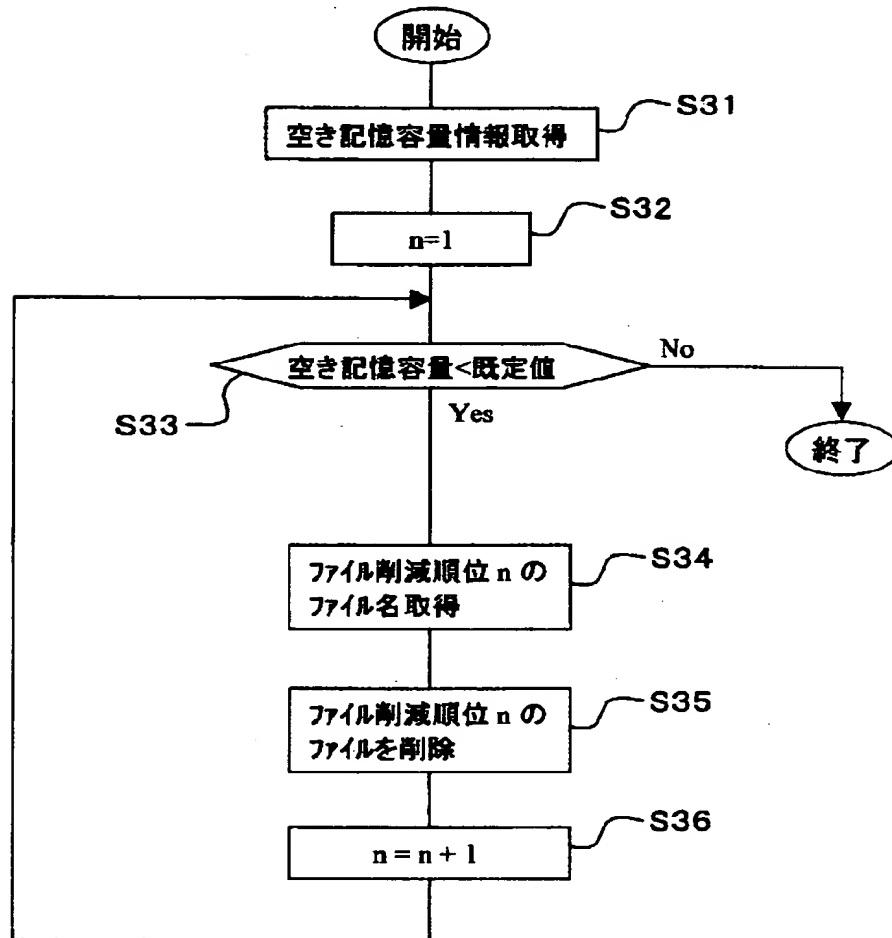 開始
S31
空き記憶容量情報取得
S32
n=1
空き記憶容量<既定値
No
S33
Yes
終了
S34
ファイル削減順位 n の
ファイル名取得
S35
ファイル削減順位 n の
ファイルを削除
S36
n = n + 1